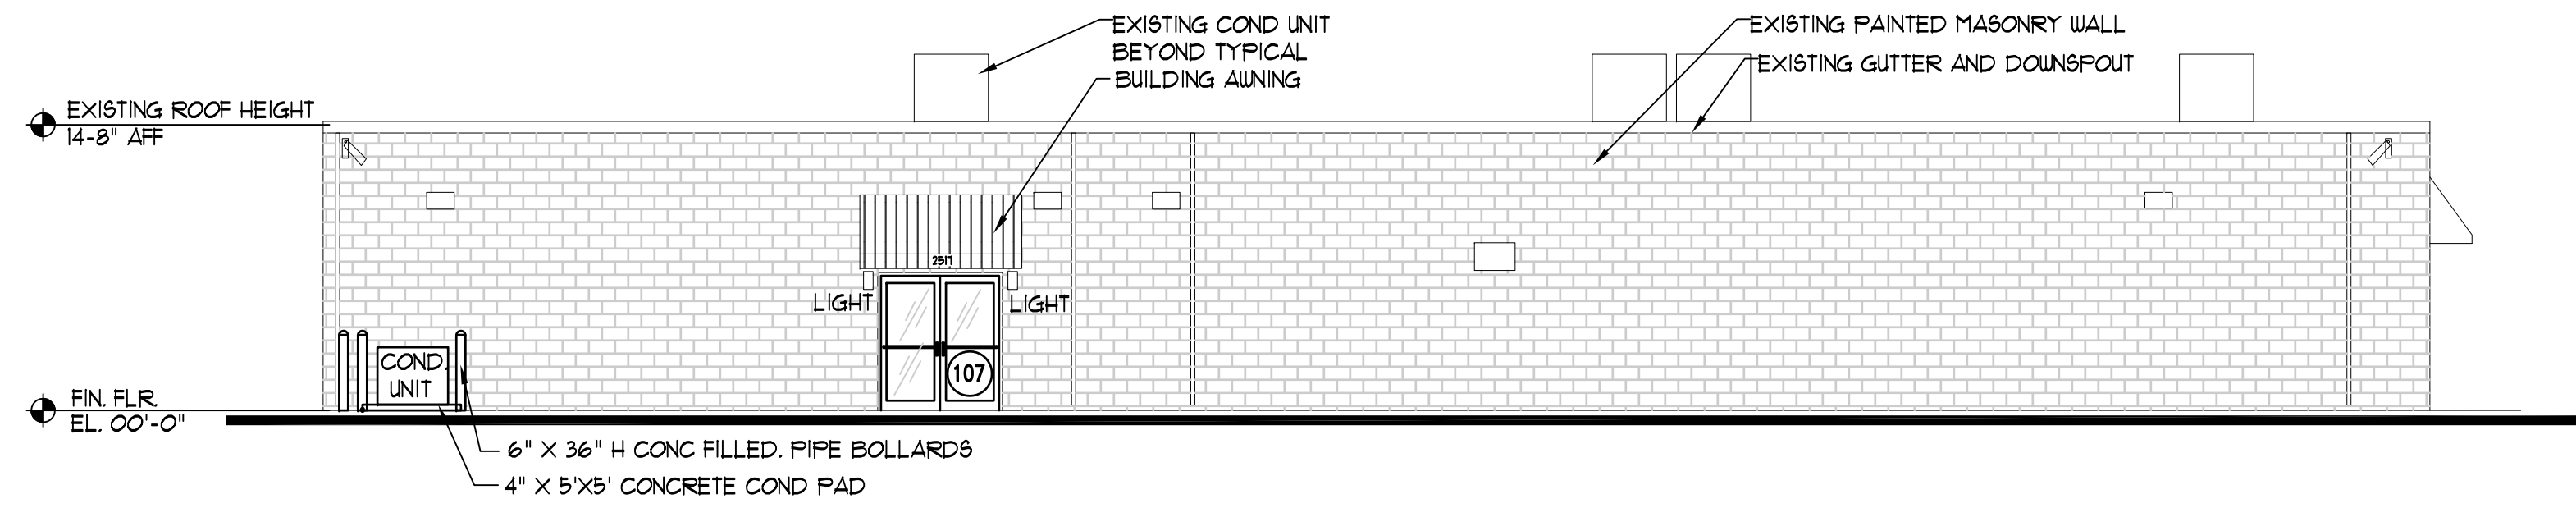 EXISTING COND UNIT
BEYOND TYPICAL
BUILDING AWNING
EXISTING PAINTED MASONRY WALL
EXISTING GUTTER AND DOWNSPOUT
EXISTING ROOF HEIGHT
14-8" AFF
2517
LIGHT
LIGHT
COND.
UNIT
107
FIN. FLR.
EL. 00'-0"
6" X 36" H CONC FILLED. PIPE BOLLARDS
4" X 5'X5' CONCRETE COND PAD